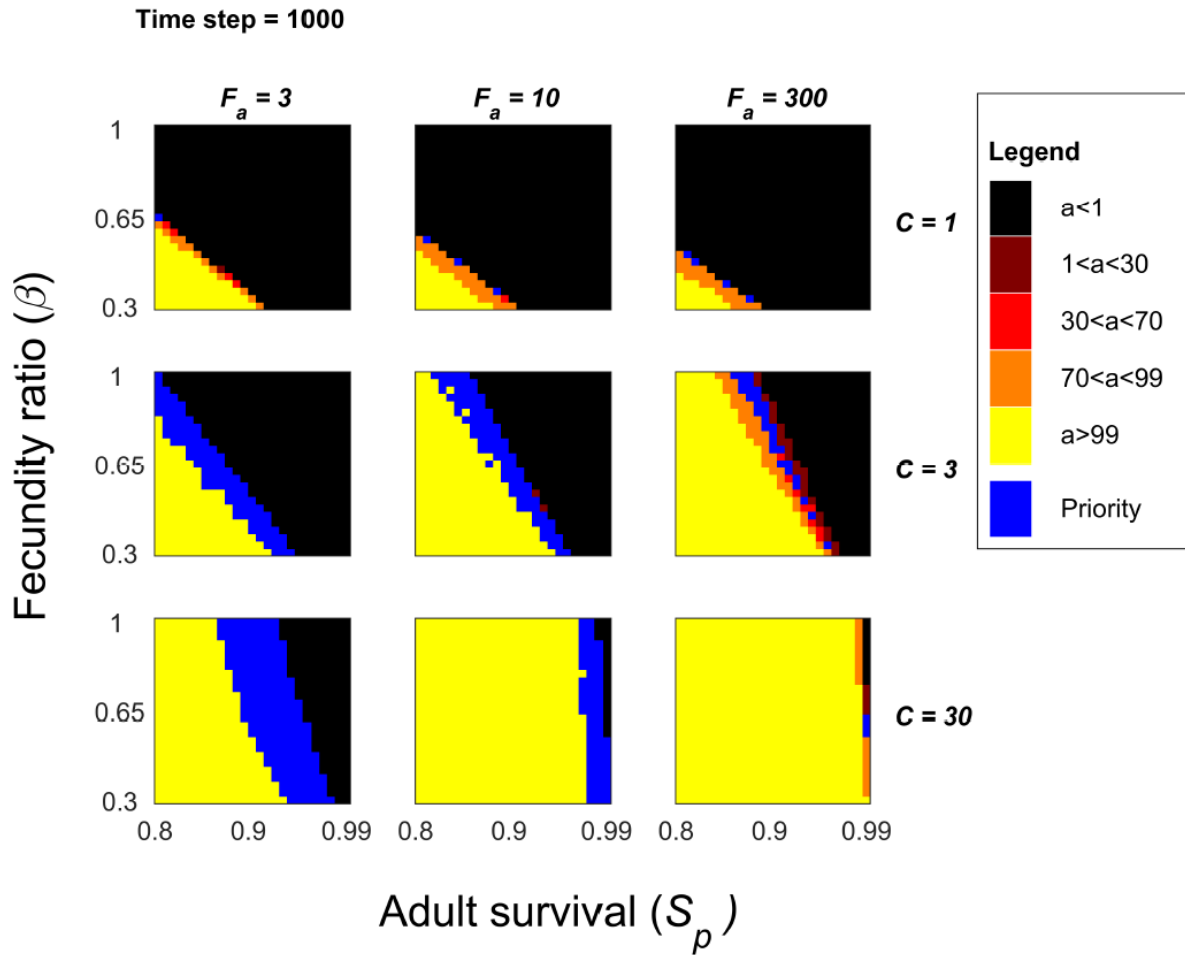 Time step = 1000
F_a = 3
F_a = 10
F_a = 300
1
0.65
0.3
C = 1
1
0.65
0.3
C = 3
1
0.65
0.3
C = 30
0.8
0.9
0.99
0.8
0.9
0.99
0.8
0.9
0.99
Fecundity ratio (β)
Adult survival (S_p)
Legend
a<1
1<a<30
30<a<70
70<a<99
a>99
Priority